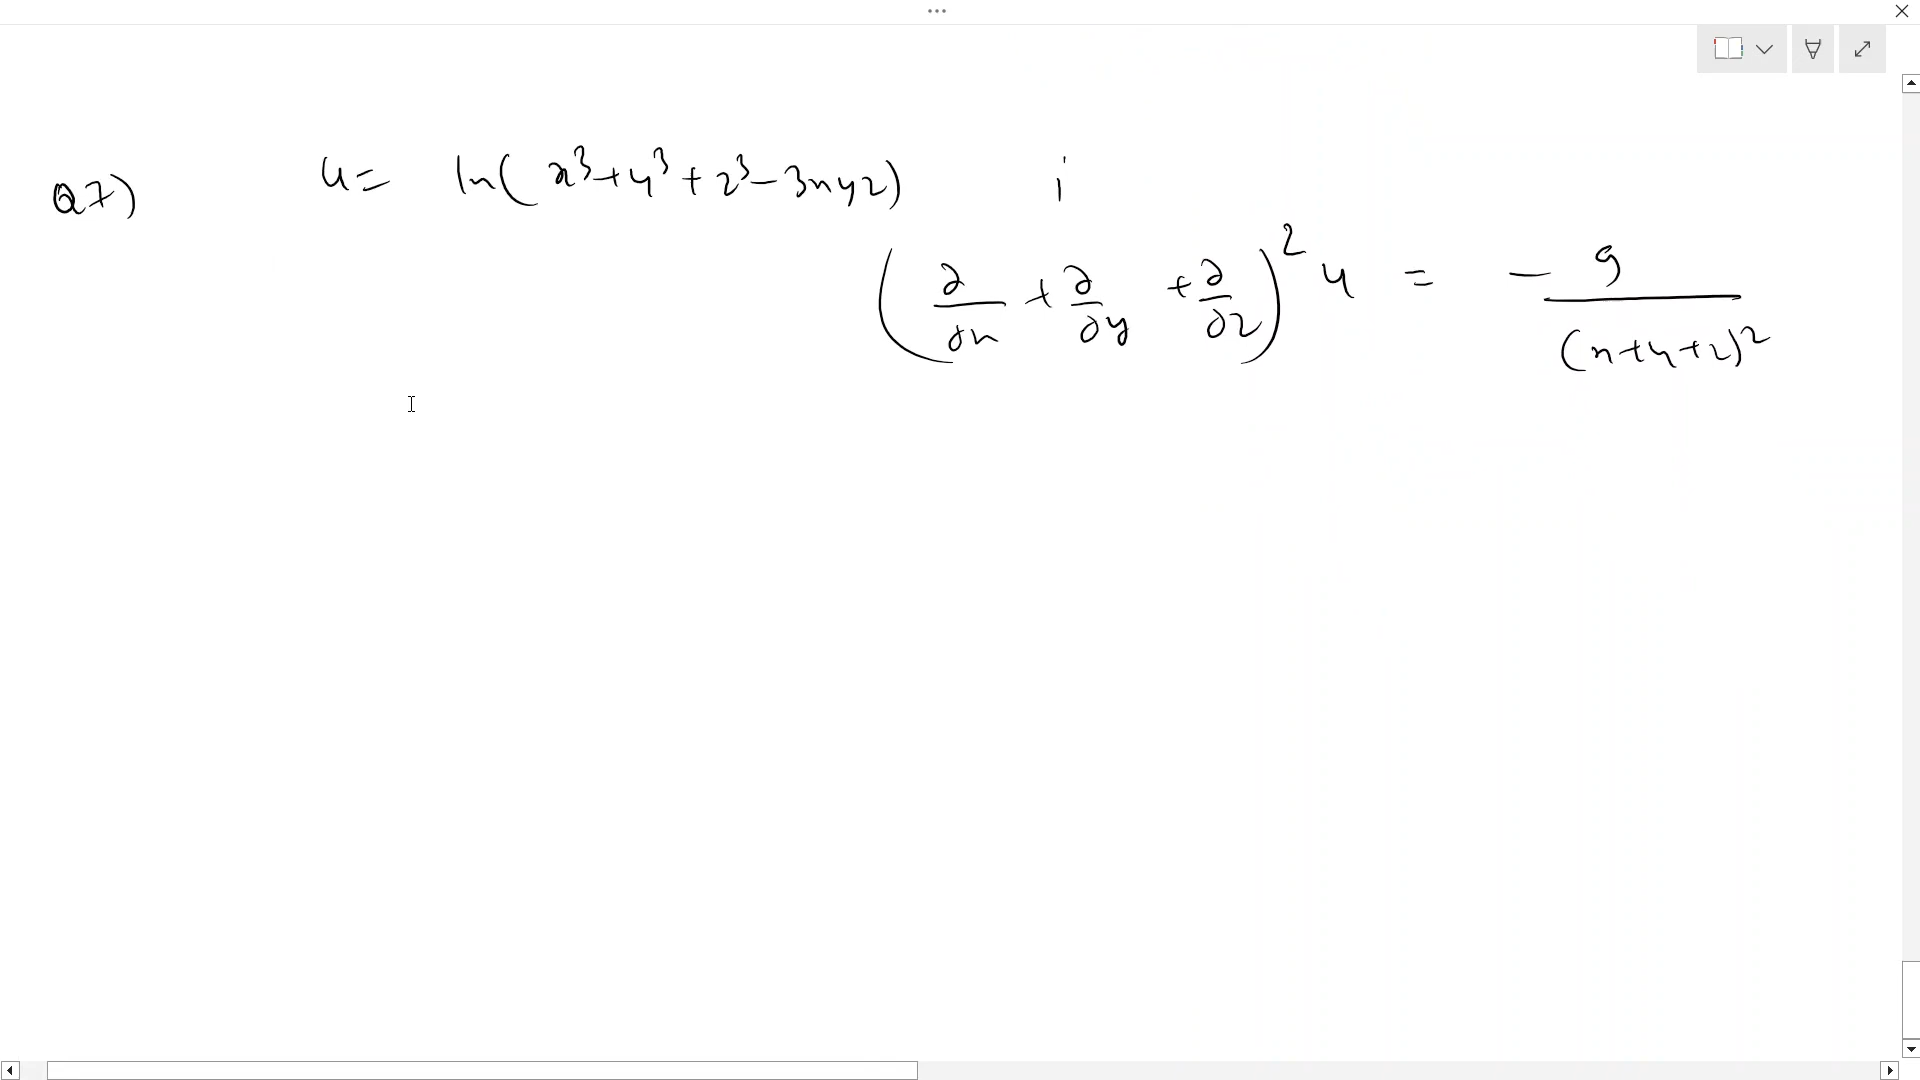 Q7) u = ln(x³+y³+z³-3xyz) i
(∂/∂x + ∂/∂y + ∂/∂z)² u = - 9/(x+y+z)²